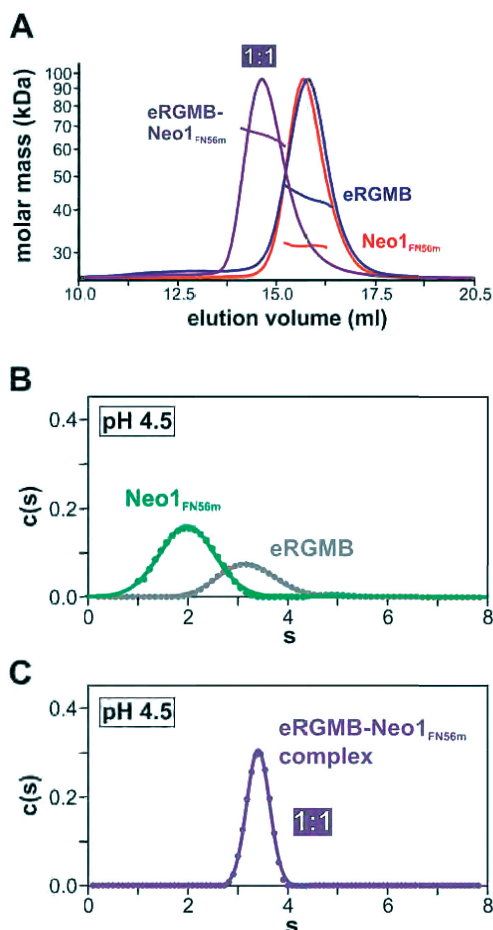 A
1:1
molar mass (kDa)
100
90
80
70
60
50
40
30
eRGMB-
Neo1FN56m
eRGMB
Neo1FN56m
10.0 12.5 15.0 17.5 20.5
elution volume (ml)
B
pH 4.5
c(s)
0.4
0.2
0.0
Neo1FN56m
eRGMB
0 2 4 6 8
s
C
pH 4.5
c(s)
0.4
0.2
0.0
eRGMB-Neo1FN56m
complex
1:1
0 2 4 6 8
s